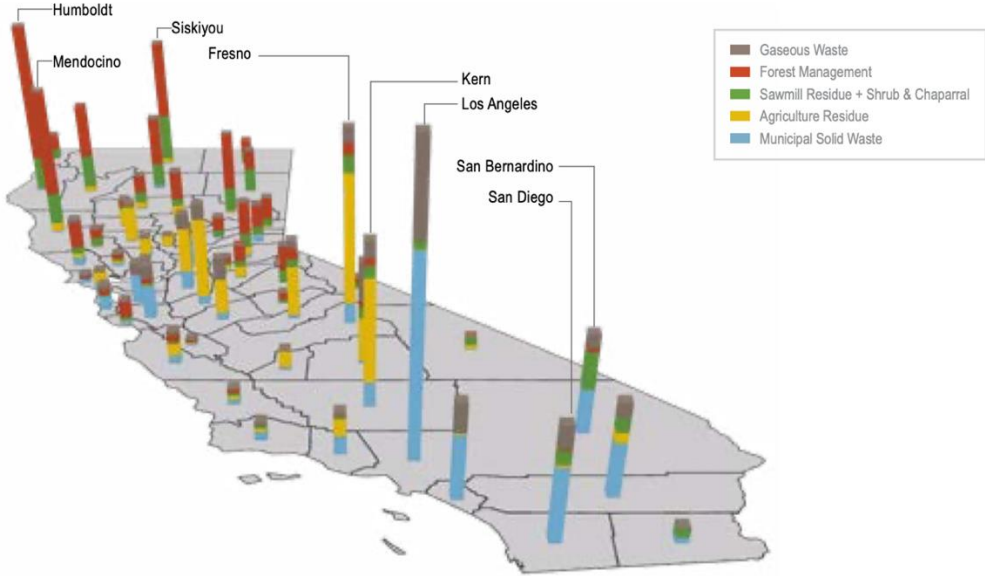 Humboldt
Siskiyou
Fresno
Mendocino
Kern
Los Angeles
San Bernardino
San Diego
Gaseous Waste
Forest Management
Sawmill Residue + Shrub & Chaparral
Agriculture Residue
Municipal Solid Waste